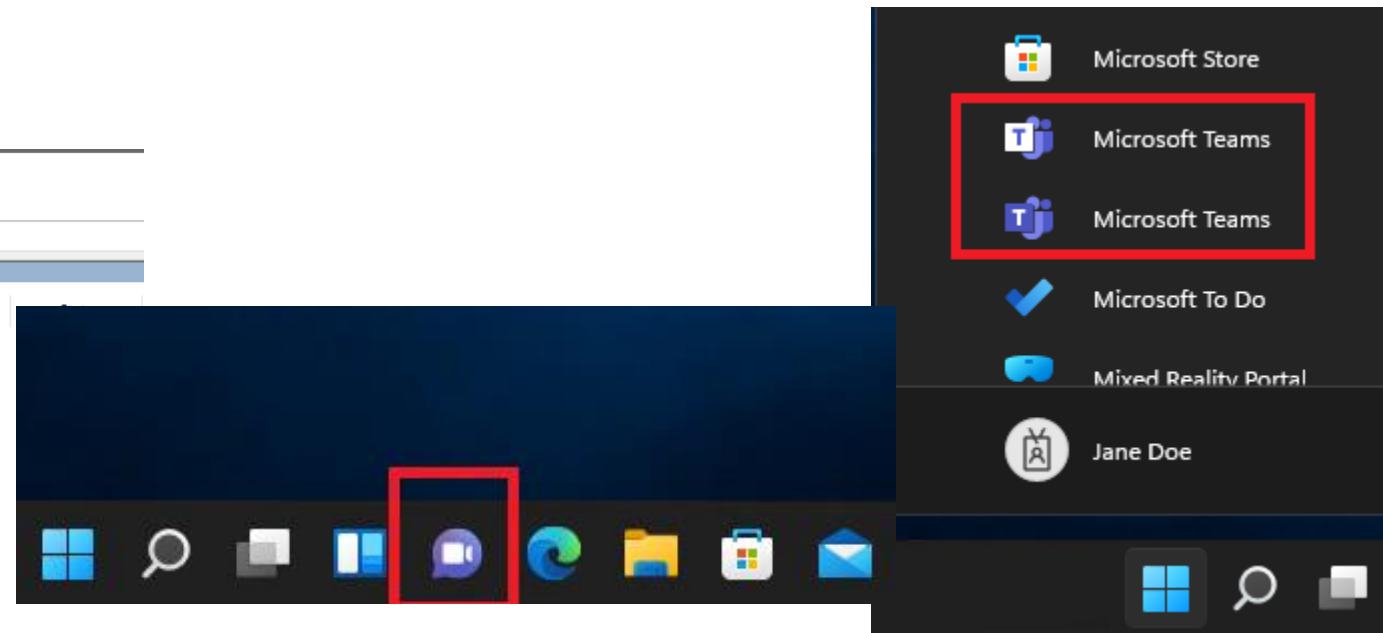 Microsoft Store
T
Microsoft Teams
T
Microsoft Teams
Microsoft To Do
Mixed Reality Portal
Jane Doe